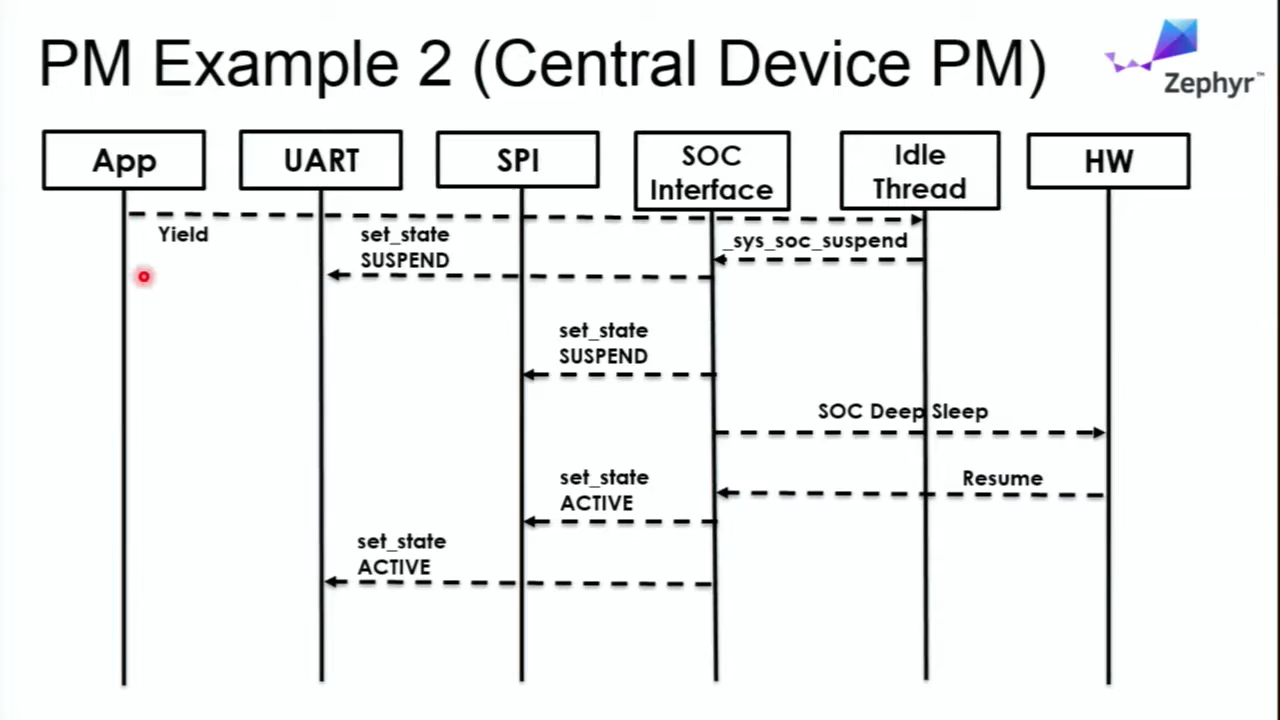 PM Example 2 (Central Device PM)
Zephyr™
App
UART
SPI
SOC
Interface
Idle
Thread
HW
Yield
set_state
SUSPEND
_sys_soc_suspend
set_state
SUSPEND
SOC Deep Sleep
Resume
set_state
ACTIVE
set_state
ACTIVE